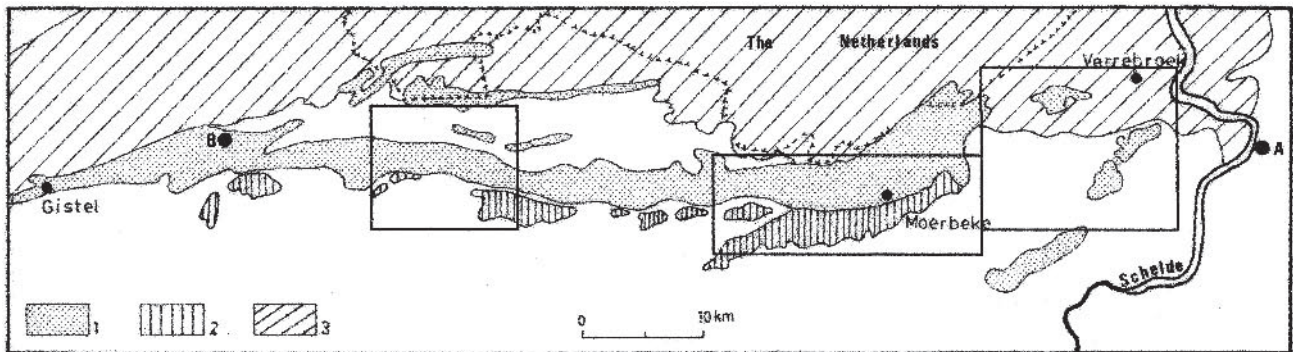 The Netherlands
Verrebroek
B
A
Gistel
Moerbeke
Schelde
1 2 3
0 10 km